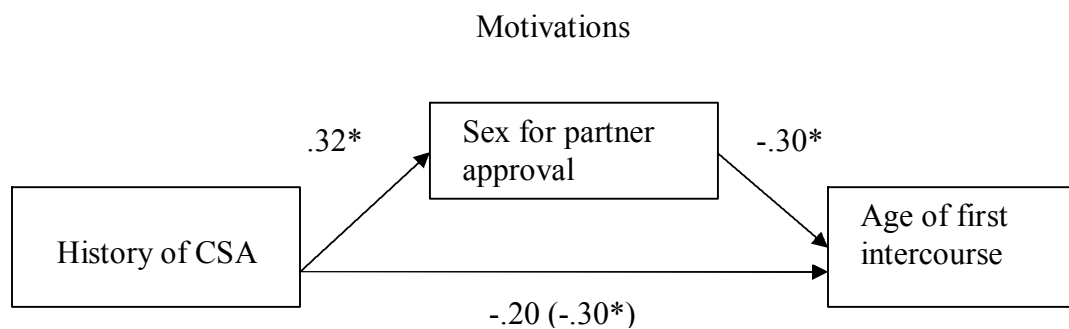 Motivations
.32*
Sex for partner
approval
-.30*
History of CSA
Age of first
intercourse
-.20 (-.30*)